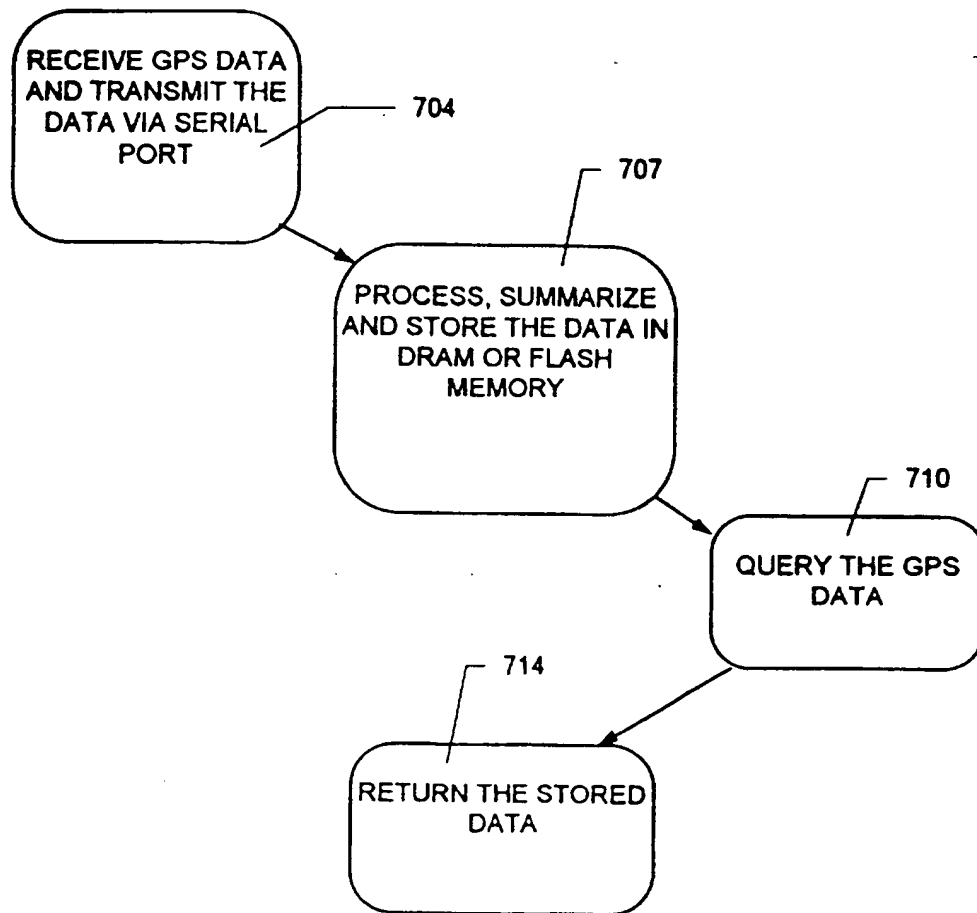 RECEIVE GPS DATA
AND TRANSMIT THE
DATA VIA SERIAL
PORT
704
707
PROCESS, SUMMARIZE
AND STORE THE DATA IN
DRAM OR FLASH
MEMORY
710
QUERY THE GPS
DATA
714
RETURN THE STORED
DATA